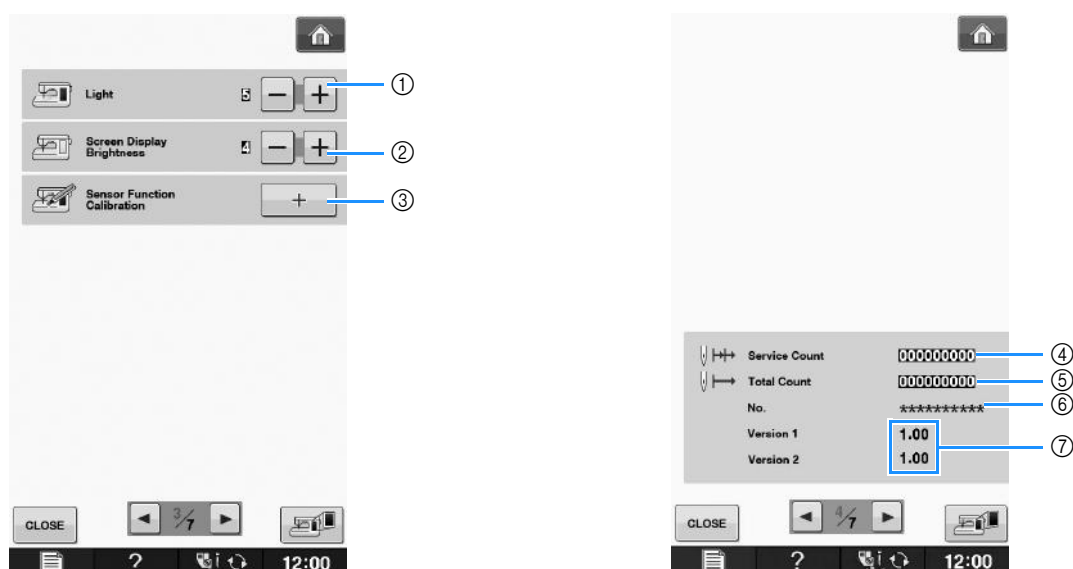 Light 5 − + ①
Screen Display
Brightness 4 − + ②
Sensor Function
Calibration + ③
CLOSE ◄ 3/7 ►
? i 12:00
Service Count 000000000 ④
Total Count 000000000 ⑤
No. ********** ⑥
Version 1 1.00
Version 2 1.00 ⑦
CLOSE ◄ 4/7 ►
? i 12:00